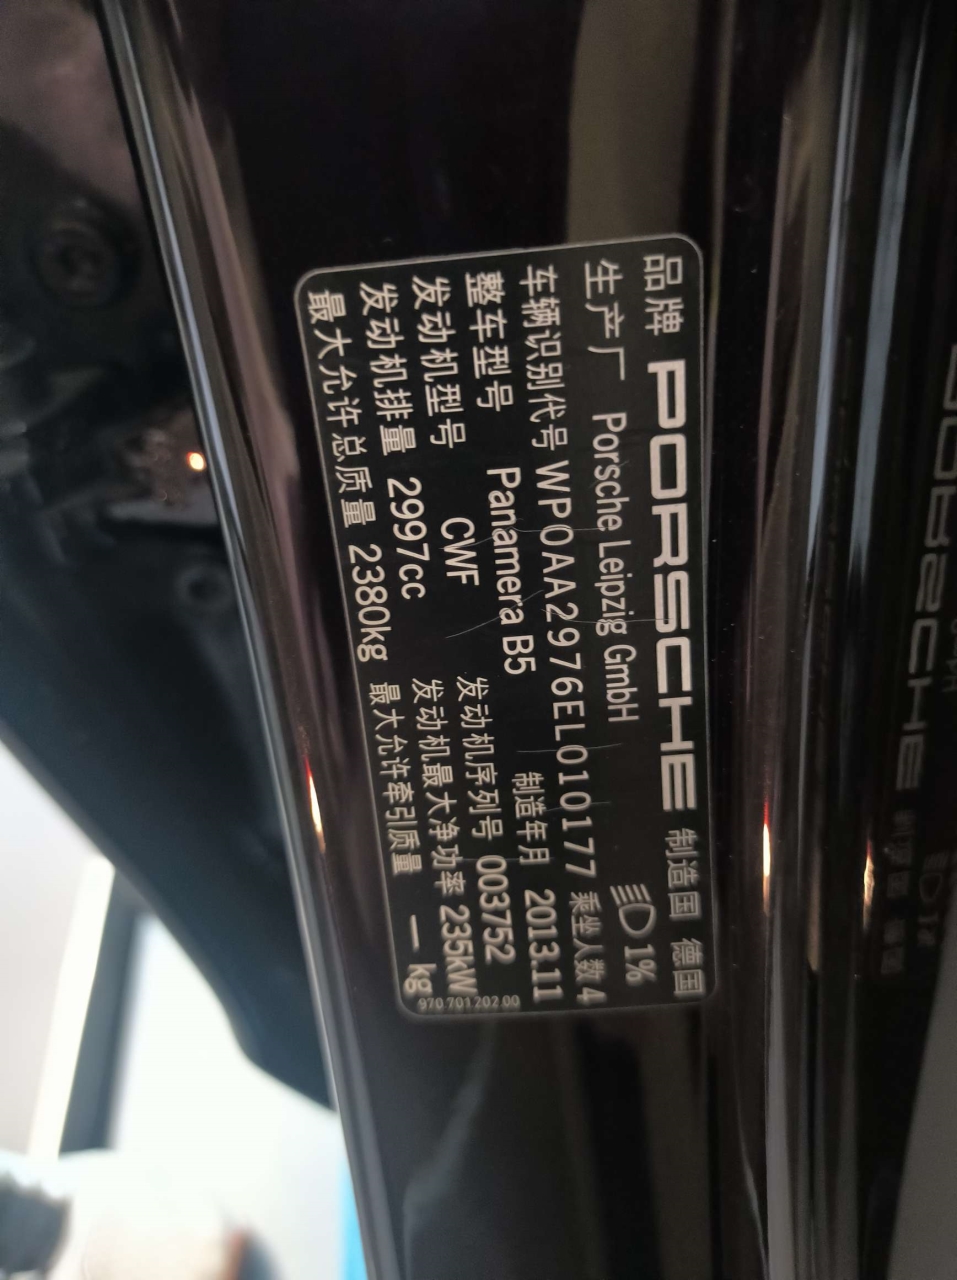 品牌 PORSCHE 制造国 德国
生产厂 Porsche Leipzig GmbH 1%
车辆识别代号 WP0AA2976EL010177 乘坐人数 4
整车型号 Panamera B5 制造年月 2013.11
发动机型号 CWF 发动机序列号 003752
发动机排量 2997cc 发动机最大净功率 235kW
最大允许总质量 2380kg 最大允许牵引质量 — kg
970 701 202 00